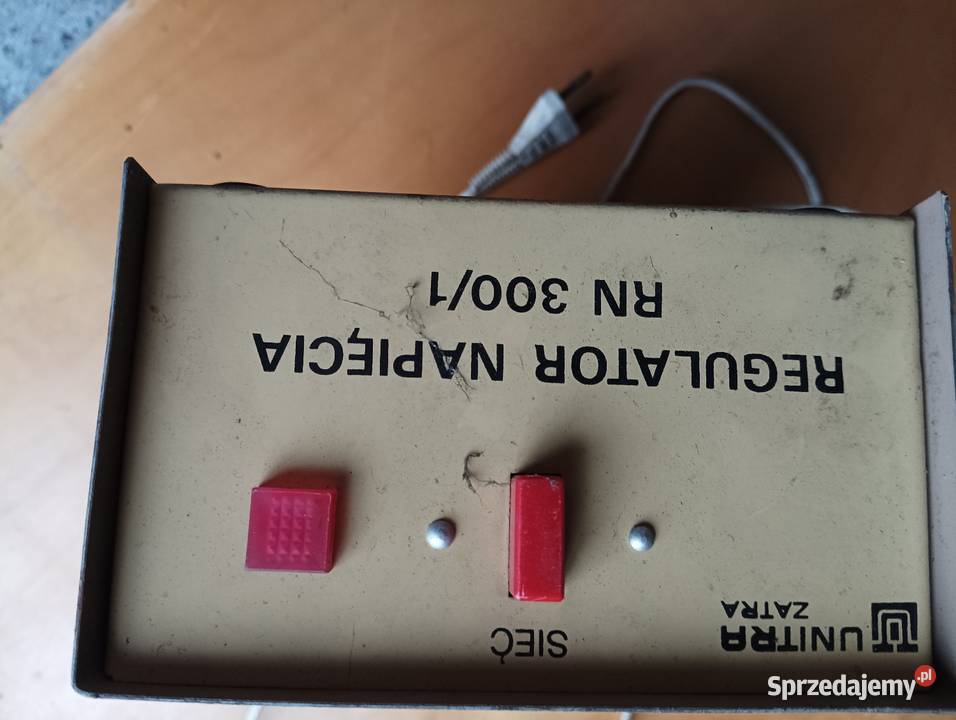 UNITRA
ZATRA
SIEĆ
REGULATOR NAPIĘCIA
RN 300/1
Sprzedajemy.pl